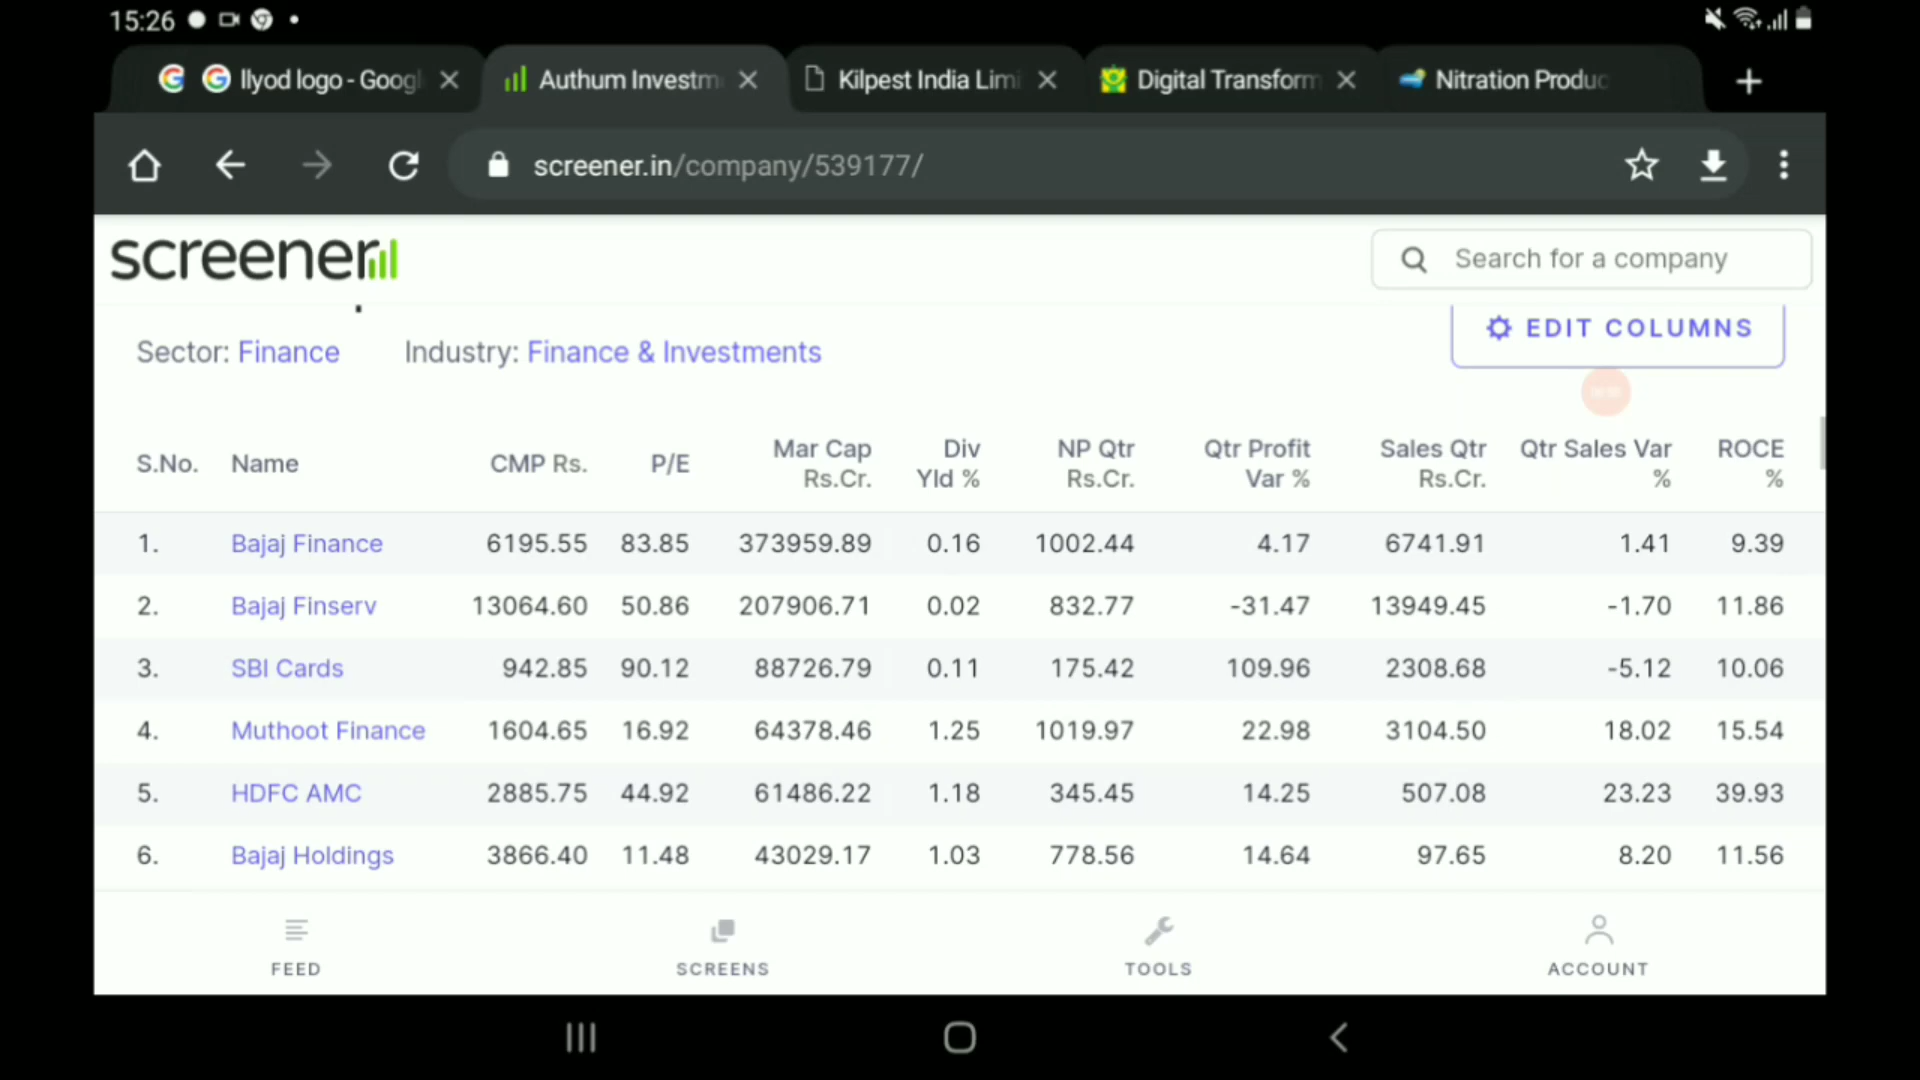 15:26
llyod logo - Googl
Authum Investm
Kilpest India Limi
Digital Transform
Nitration Produc
screener.in/company/539177/
screener
Search for a company
Sector: Finance Industry: Finance & Investments
EDIT COLUMNS
S.No. Name CMP Rs. P/E Mar Cap Rs.Cr. Div Yld % NP Qtr Rs.Cr. Qtr Profit Var % Sales Qtr Rs.Cr. Qtr Sales Var % ROCE %
1. Bajaj Finance 6195.55 83.85 373959.89 0.16 1002.44 4.17 6741.91 1.41 9.39
2. Bajaj Finserv 13064.60 50.86 207906.71 0.02 832.77 -31.47 13949.45 -1.70 11.86
3. SBI Cards 942.85 90.12 88726.79 0.11 175.42 109.96 2308.68 -5.12 10.06
4. Muthoot Finance 1604.65 16.92 64378.46 1.25 1019.97 22.98 3104.50 18.02 15.54
5. HDFC AMC 2885.75 44.92 61486.22 1.18 345.45 14.25 507.08 23.23 39.93
6. Bajaj Holdings 3866.40 11.48 43029.17 1.03 778.56 14.64 97.65 8.20 11.56
FEED SCREENS TOOLS ACCOUNT